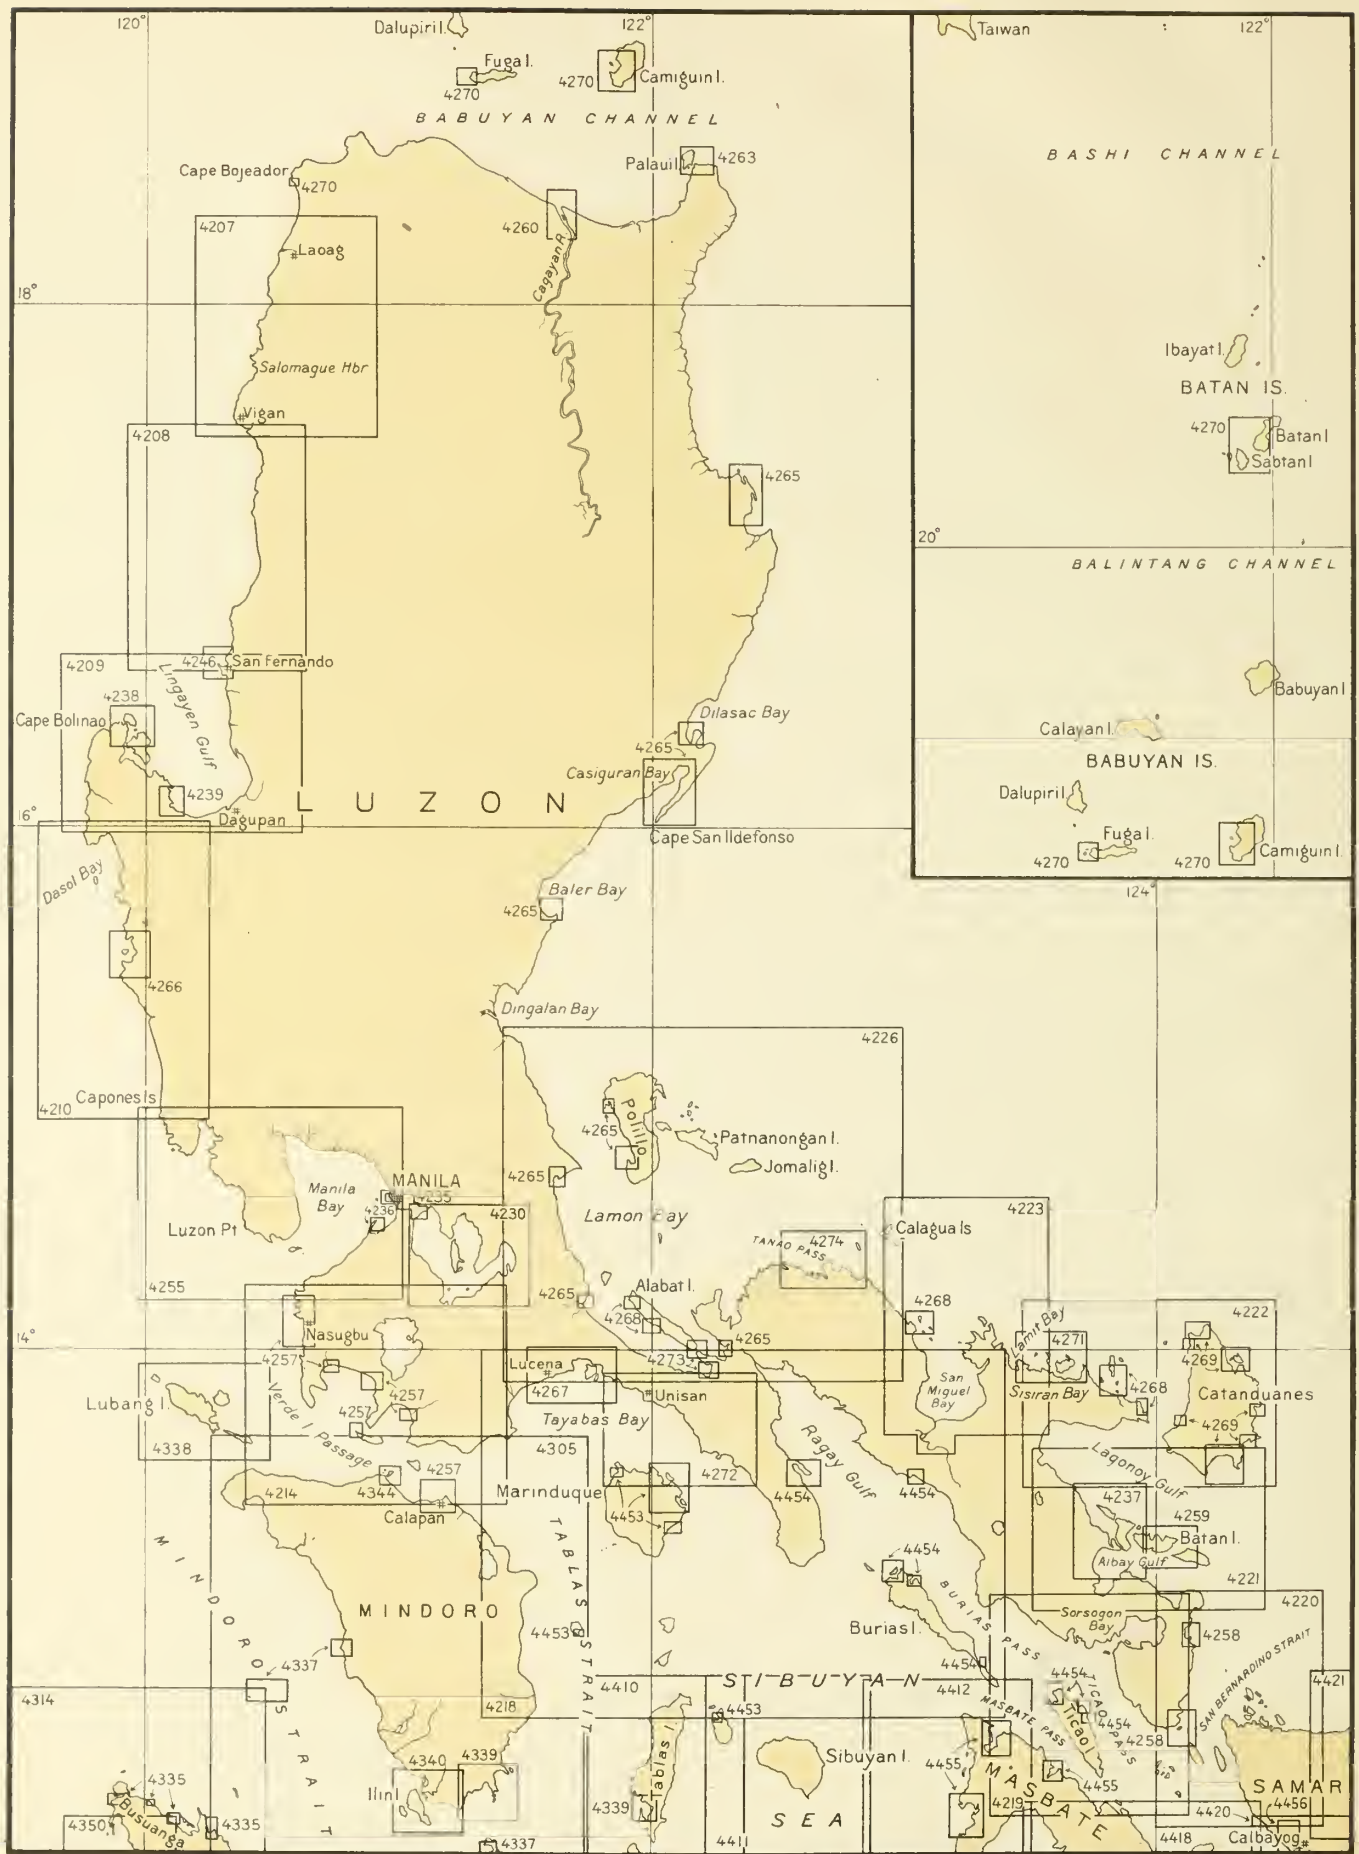 120°
Dalupiri I.
122°
Taiwan
122°
Fuga I.
4270
4270
Camiguin I.
BABUYAN CHANNEL
BASHI CHANNEL
Palaui I.
4263
Cape Bojeador
4270
4207
4260
Laoag
Cagayan R.
18°
Ibayat I.
Salomague Hbr
BATAN IS.
Vigan
4208
4270
Batan I
Sabtan I
4265
20°
BALINTANG CHANNEL
4209
4246
San Fernando
Lingayen Gulf
4238
Cape Bolinao
Babuyan I.
Dilasac Bay
4265
Calayan I.
Casiguran Bay
BABUYAN IS.
4239
LUZON
Dalupiri I.
16°
Dagupan
Cape San Ildefonso
Fuga I.
4270
4270
Camiguin I.
Dasol Bay
Baler Bay
4265
124°
4266
Dingalan Bay
4226
Capones Is
4210
Polillo
4265
Patnanongan I.
Jomalig I.
4265
MANILA
Manila Bay
4235
4236
4230
4223
Luzon Pt
Lamon Bay
Calagua Is
TANAO PASS
4274
4255
4265
Alabat I.
4268
4268
4222
Lamit Bay
4271
14°
Nasugbu
4265
4273
4269
4257
Lucena
4267
Unisan
San Miguel Bay
Sisiran Bay
4268
Catanduanes
4257
Lubang I.
Verde I. Passage
4257
Tayabas Bay
4269
4338
4305
Ragay Gulf
Lagonoy Gulf
4257
4272
4214
4344
Marinduque
4454
4454
4237
Calapan
4453
4259
Batan I.
Albay Gulf
MINDORO STRAIT
TABLAS STRAIT
4454
4221
4220
MINDORO
BURIAS PASS
Sorsogon Bay
4453
Burias I.
4258
SAN BERNARDINO STRAIT
4337
4454
4454
4314
4410
SIBUYAN
4412
TICAO PASS
4421
4218
4453
MASBATE PASS
4454
Ticao I
4258
Tablas I
Sibuyan I.
4455
4340
4339
4335
Ilin I
MASBATE
4455
SAMAR
Busuanga
4339
4219
4350
4335
SEA
4420
4456
4337
4411
4418
Calbayog